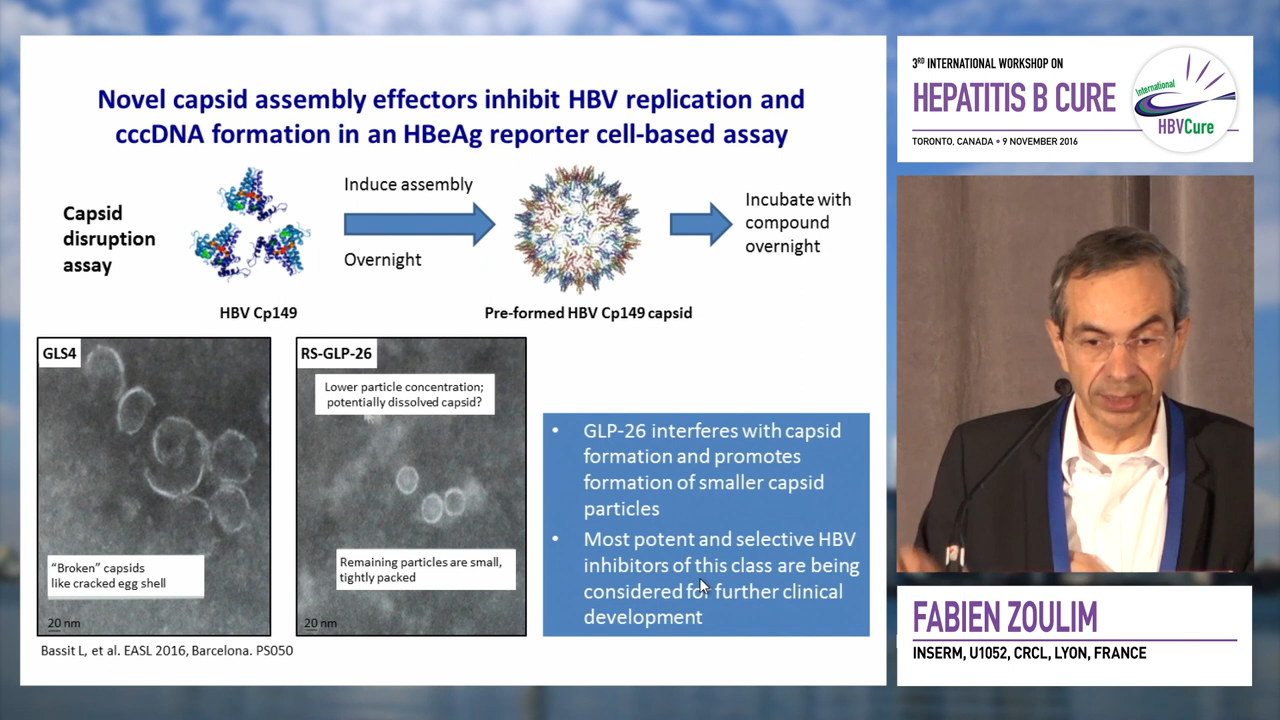 Novel capsid assembly effectors inhibit HBV replication and
cccDNA formation in an HBeAg reporter cell-based assay
Capsid
disruption
assay
HBV Cp149
Induce assembly
Overnight
Pre-formed HBV Cp149 capsid
Incubate with
compound
overnight
GLS4
"Broken" capsids
like cracked egg shell
20 nm
RS-GLP-26
Lower particle concentration;
potentially dissolved capsid?
Remaining particles are small,
tightly packed
20 nm
• GLP-26 interferes with capsid
formation and promotes
formation of smaller capsid
particles
• Most potent and selective HBV
inhibitors of this class are being
considered for further clinical
development
Bassit L, et al. EASL 2016, Barcelona. PS050
3RD INTERNATIONAL WORKSHOP ON
HEPATITIS B CURE
TORONTO, CANADA • 9 NOVEMBER 2016
International
HBVCure
FABIEN ZOULIM
INSERM, U1052, CRCL, LYON, FRANCE